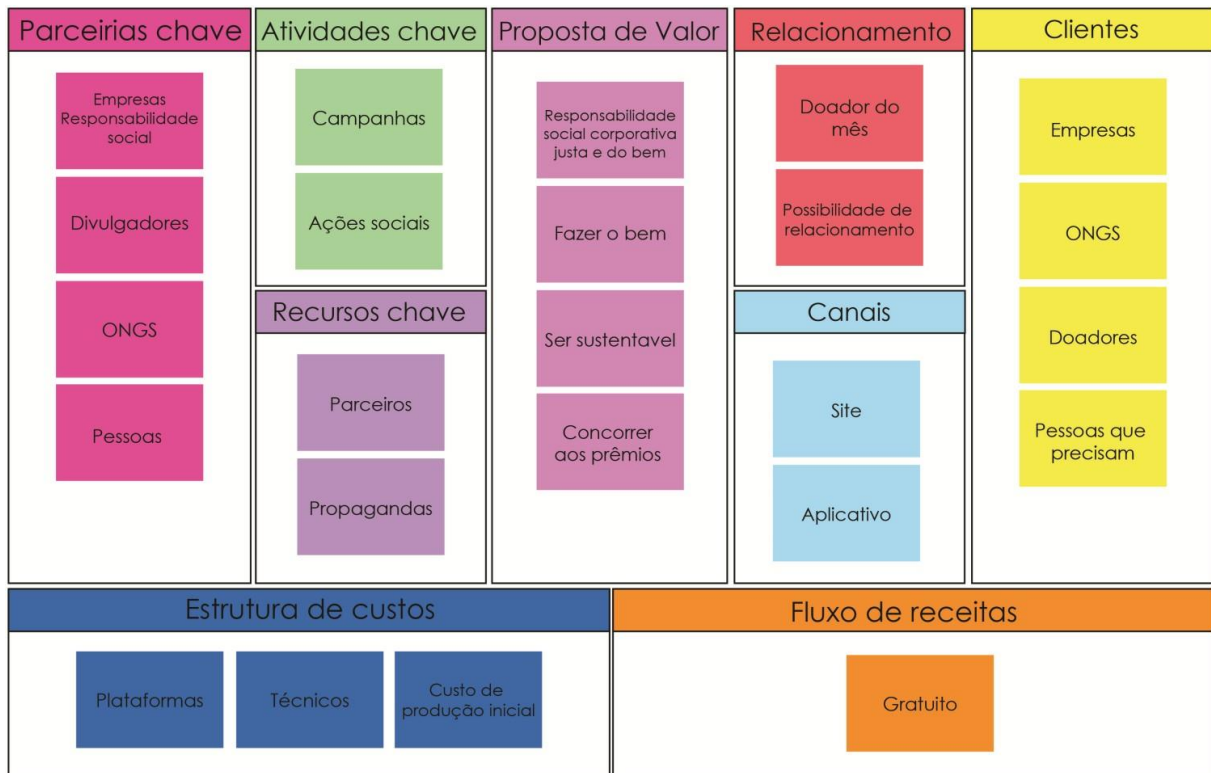 Parceirias chave
Empresas
Responsabilidade
social
Divulgadores
ONGS
Pessoas
Atividades chave
Campanhas
Ações sociais
Recursos chave
Parceiros
Propagandas
Proposta de Valor
Responsabilidade
social corporativa
justa e do bem
Fazer o bem
Ser sustentavel
Concorrer
aos prêmios
Relacionamento
Doador do
mês
Possibilidade de
relacionamento
Canais
Site
Aplicativo
Clientes
Empresas
ONGS
Doadores
Pessoas que
precisam
Estrutura de custos
Plataformas
Técnicos
Custo de
produção inicial
Fluxo de receitas
Gratuito